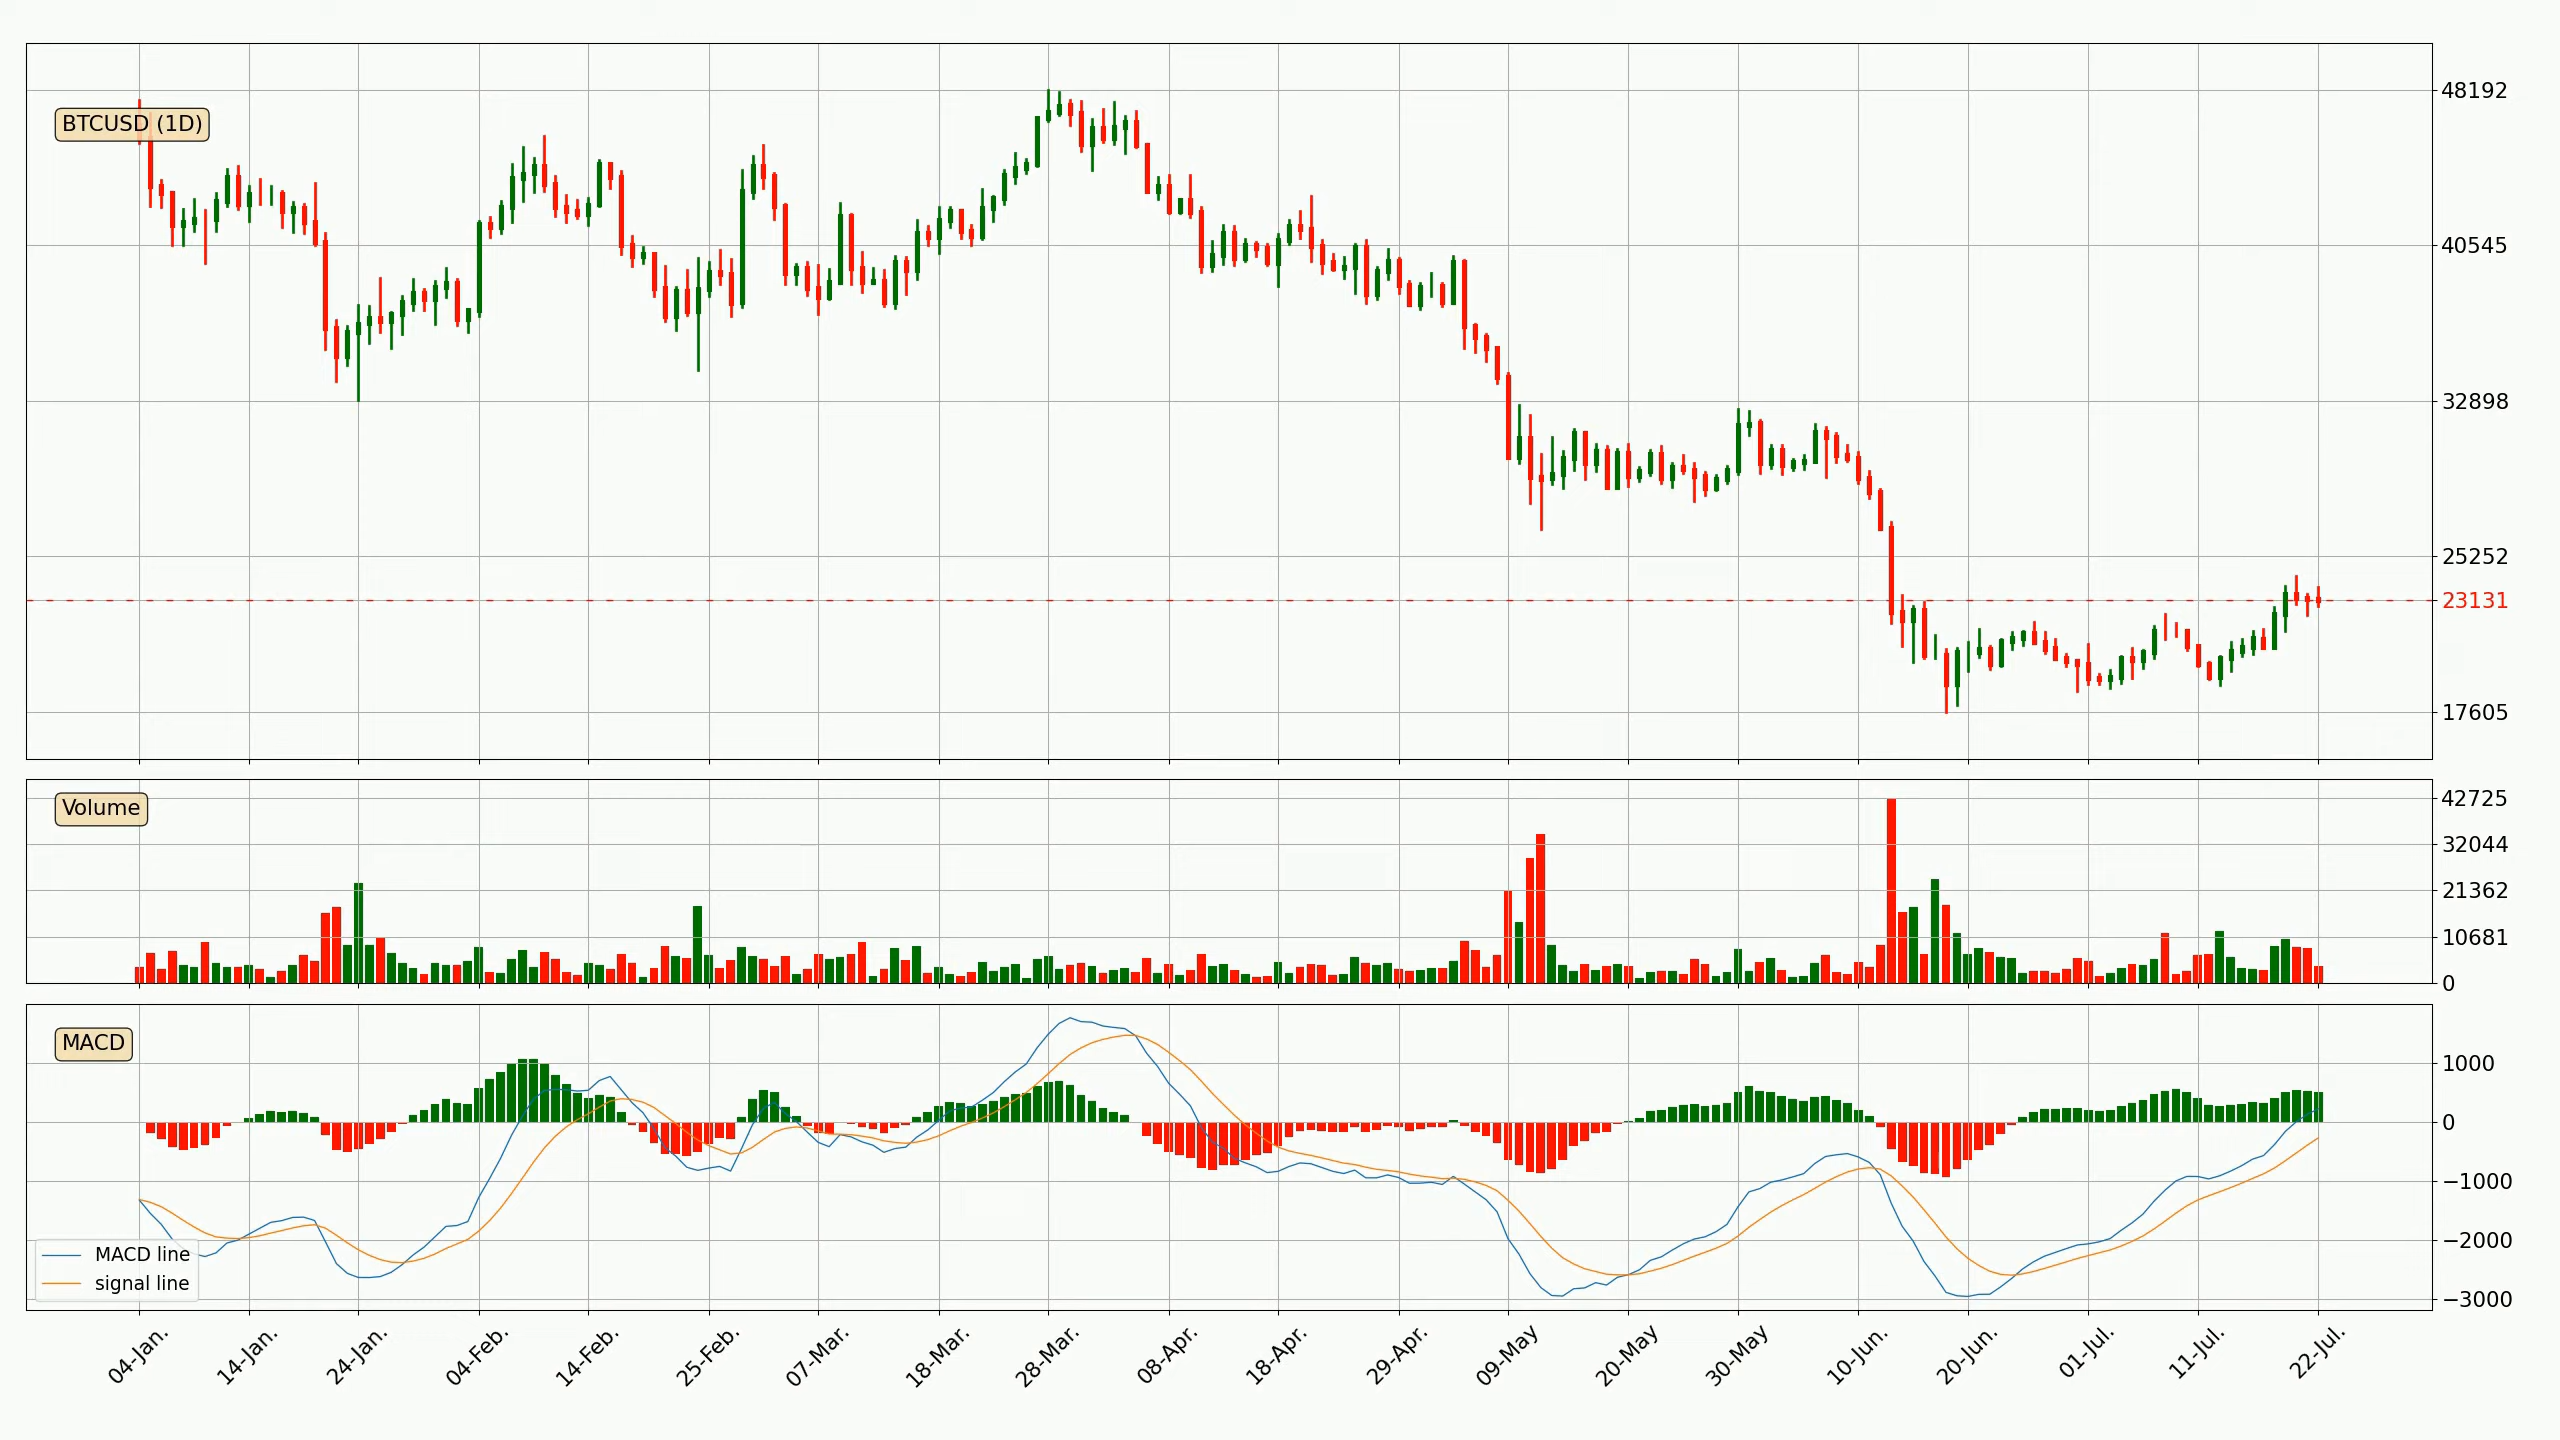 BTCUSD (1D)
48192
40545
32898
25252
23131
17605
Volume
42725
32044
21362
10681
0
MACD
1000
0
−1000
−2000
−3000
MACD line
signal line
04-Jan.
14-Jan.
24-Jan.
04-Feb.
14-Feb.
25-Feb.
07-Mar.
18-Mar.
28-Mar.
08-Apr.
18-Apr.
29-Apr.
09-May
20-May
30-May
10-Jun.
20-Jun.
01-Jul.
11-Jul.
22-Jul.